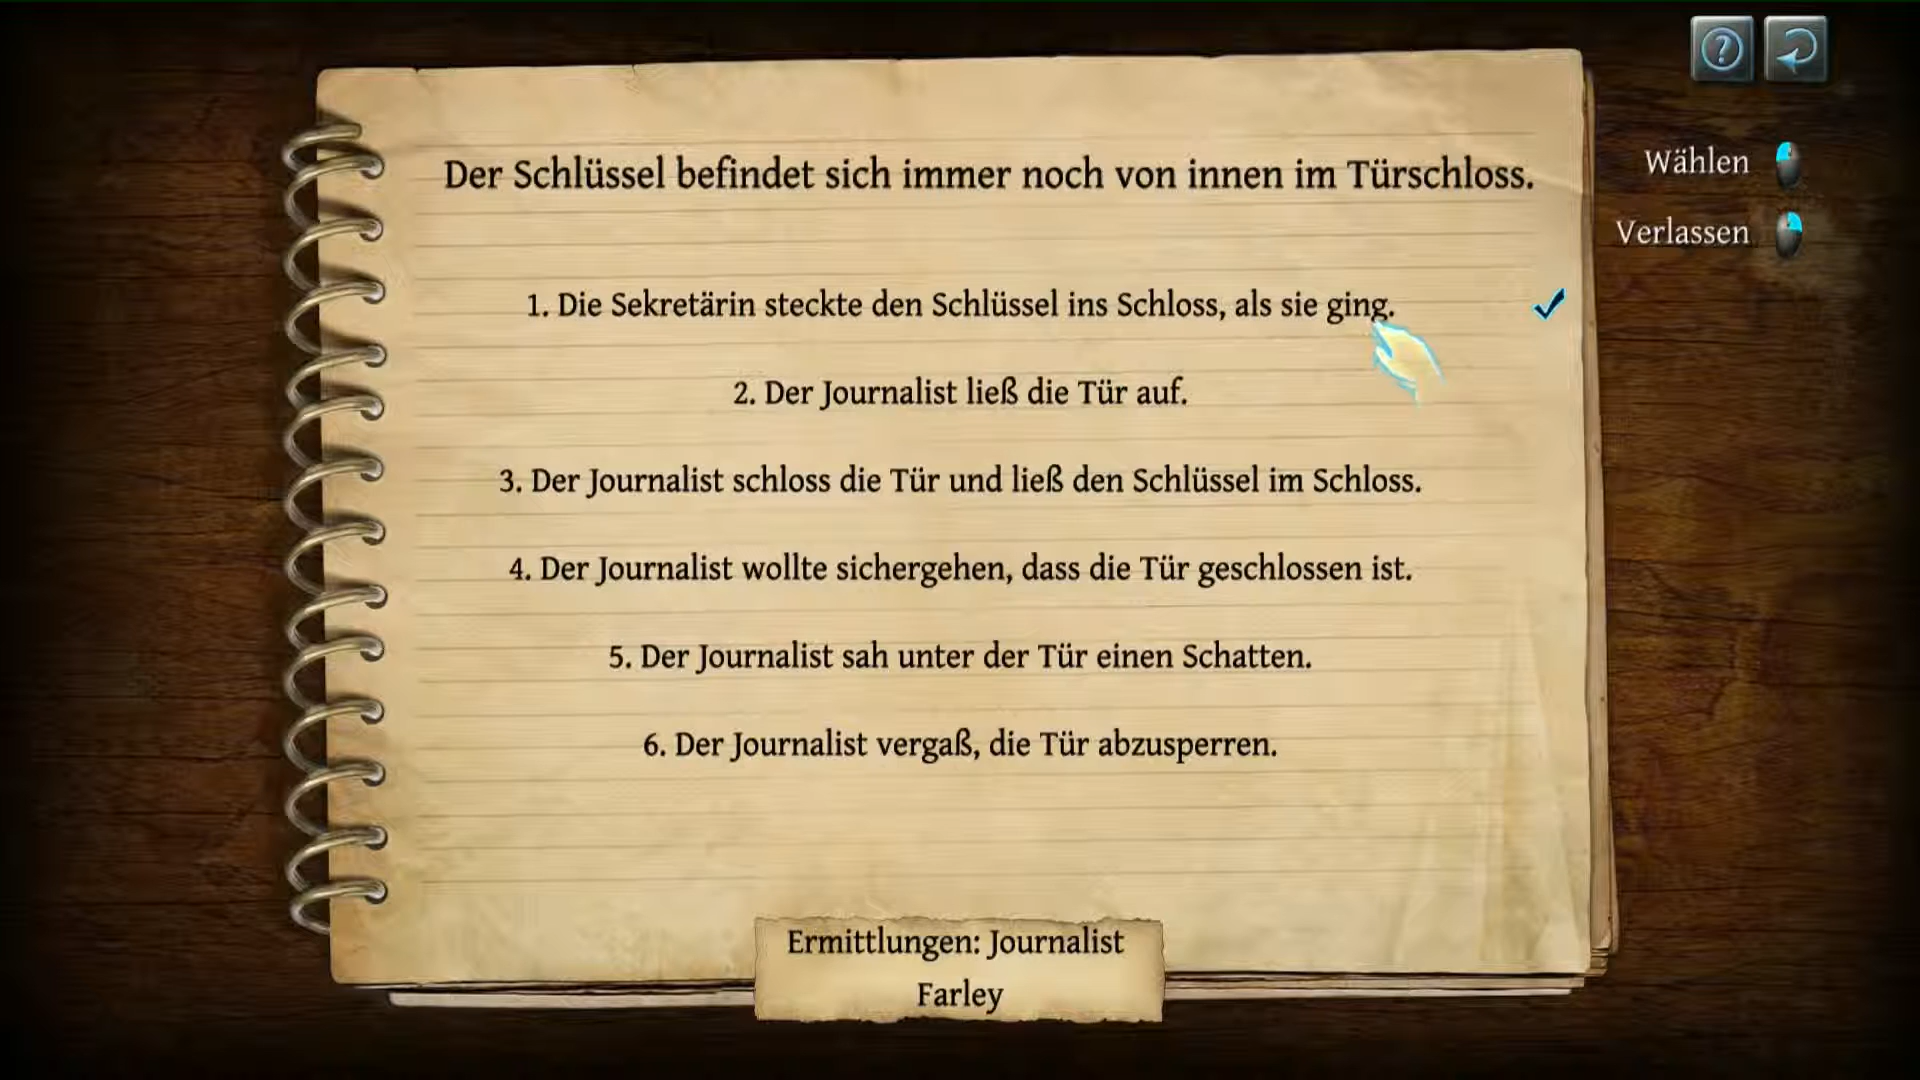 Der Schlüssel befindet sich immer noch von innen im Türschloss.
Wählen
Verlassen
1. Die Sekretärin steckte den Schlüssel ins Schloss, als sie ging.
2. Der Journalist ließ die Tür auf.
3. Der Journalist schloss die Tür und ließ den Schlüssel im Schloss.
4. Der Journalist wollte sichergehen, dass die Tür geschlossen ist.
5. Der Journalist sah unter der Tür einen Schatten.
6. Der Journalist vergaß, die Tür abzusperren.
Ermittlungen: Journalist
Farley